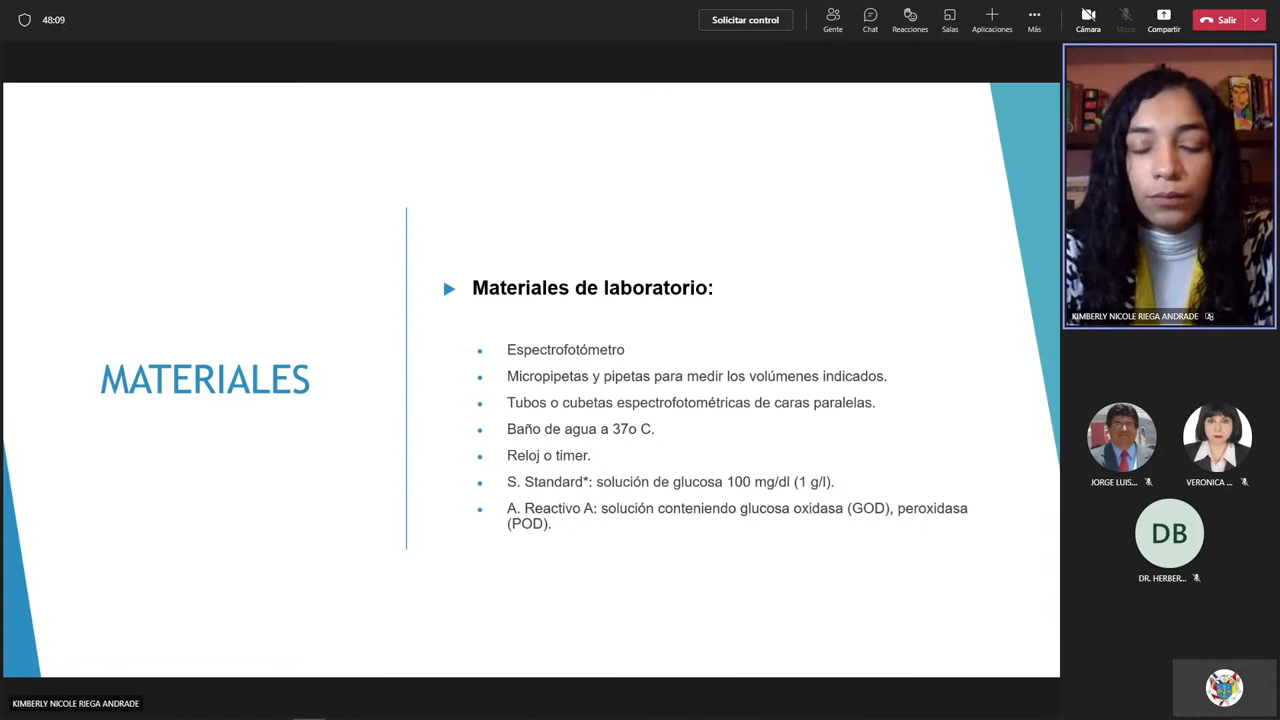 48:09
Solicitar control
Gente
Chat
Reacciones
Salas
Aplicaciones
Más
Cámara
Micro
Compartir
Salir
MATERIALES
Materiales de laboratorio:
Espectrofotómetro
Micropipetas y pipetas para medir los volúmenes indicados.
Tubos o cubetas espectrofotométricas de caras paralelas.
Baño de agua a 37o C.
Reloj o timer.
S. Standard*: solución de glucosa 100 mg/dl (1 g/l).
A. Reactivo A: solución conteniendo glucosa oxidasa (GOD), peroxidasa
(POD).
KIMBERLY NICOLE RIEGA ANDRADE
JORGE LUIS...
VERONICA ...
DB
DR. HERBER...
KIMBERLY NICOLE RIEGA ANDRADE